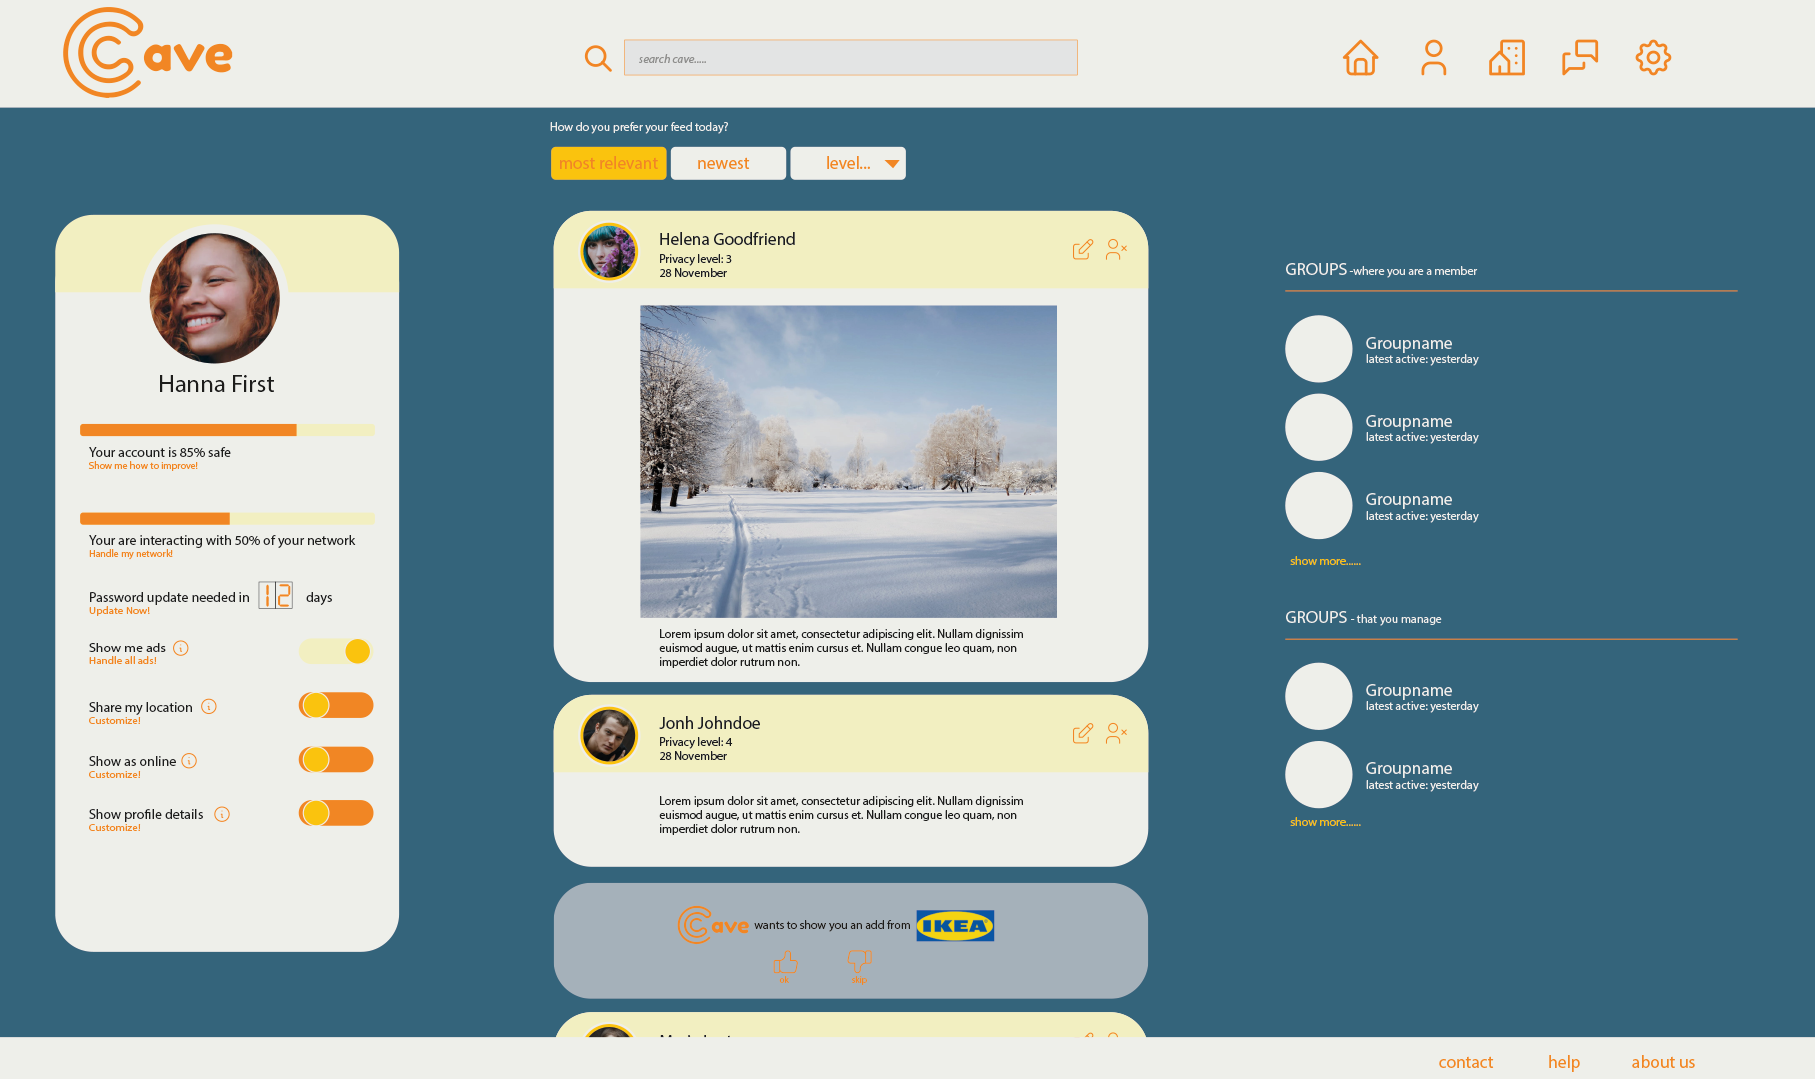 Cave
search cave.....
How do you prefer your feed today?
most relevant
newest
level...
Hanna First
Your account is 85% safe
Show me how to improve!
Your are interacting with 50% of your network
Handle my network!
Password update needed in 12 days
Update Now!
Show me ads
Handle all ads!
Share my location
Customize!
Show as online
Customize!
Show profile details
Customize!
Helena Goodfriend
Privacy level: 3
28 November
Lorem ipsum dolor sit amet, consectetur adipiscing elit. Nullam dignissim
euismod augue, ut mattis enim cursus et. Nullam congue leo quam, non
imperdiet dolor rutrum non.
Jonh Johndoe
Privacy level: 4
28 November
Lorem ipsum dolor sit amet, consectetur adipiscing elit. Nullam dignissim
euismod augue, ut mattis enim cursus et. Nullam congue leo quam, non
imperdiet dolor rutrum non.
Cave wants to show you an add from IKEA
ok
skip
GROUPS -where you are a member
Groupname
latest active: yesterday
Groupname
latest active: yesterday
Groupname
latest active: yesterday
show more......
GROUPS - that you manage
Groupname
latest active: yesterday
Groupname
latest active: yesterday
show more......
contact
help
about us